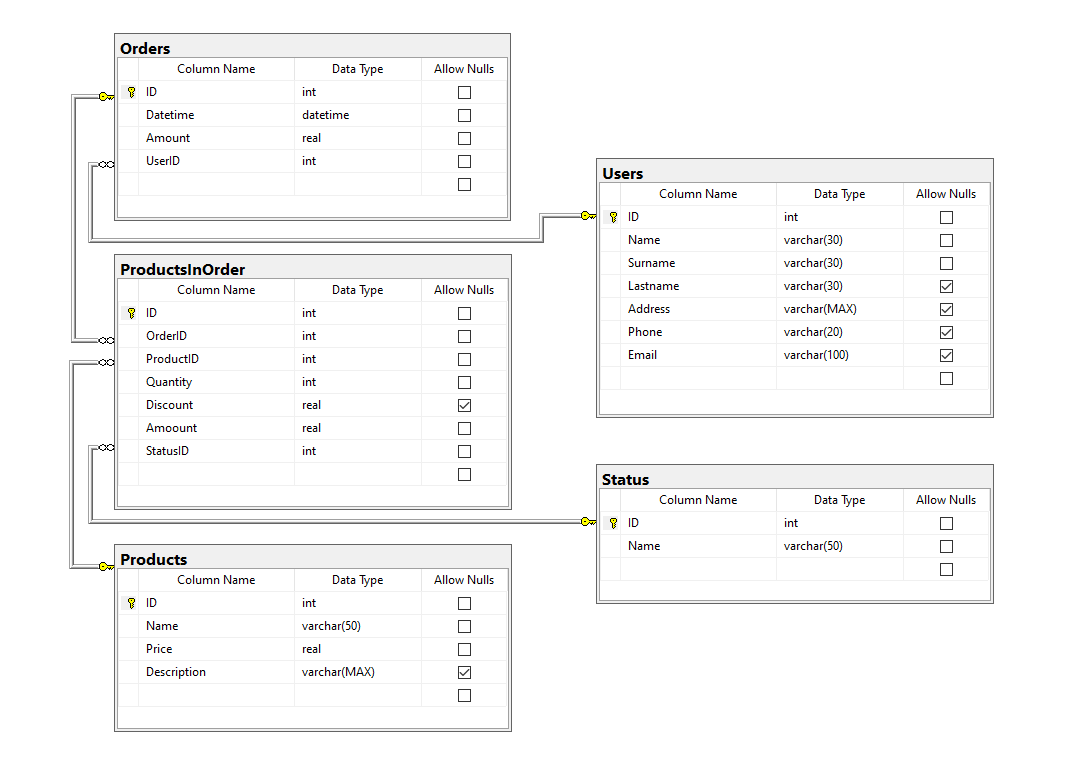 Orders
Column Name Data Type Allow Nulls
ID int
Datetime datetime
Amount real
UserID int
Users
Column Name Data Type Allow Nulls
ID int
Name varchar(30)
Surname varchar(30)
Lastname varchar(30)
Address varchar(MAX)
Phone varchar(20)
Email varchar(100)
ProductsInOrder
Column Name Data Type Allow Nulls
ID int
OrderID int
ProductID int
Quantity int
Discount real
Amoount real
StatusID int
Status
Column Name Data Type Allow Nulls
ID int
Name varchar(50)
Products
Column Name Data Type Allow Nulls
ID int
Name varchar(50)
Price real
Description varchar(MAX)